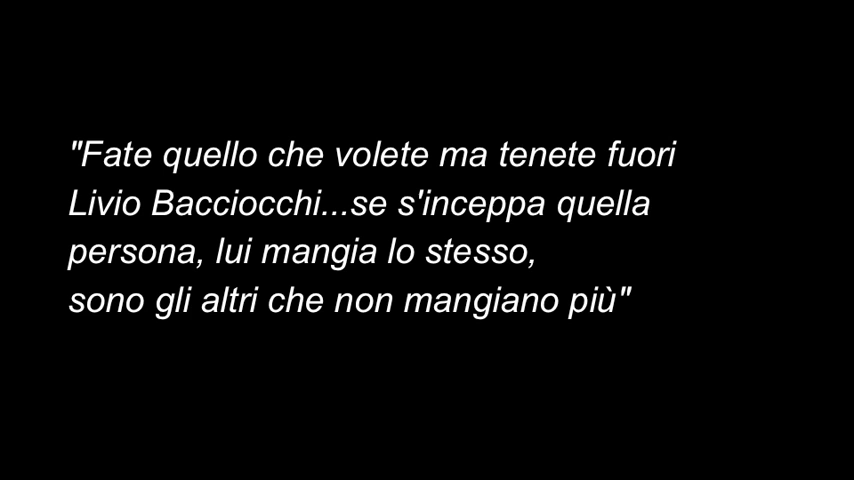 "Fate quello che volete ma tenete fuori
Livio Bacciocchi...se s'inceppa quella
persona, lui mangia lo stesso,
sono gli altri che non mangiano più"